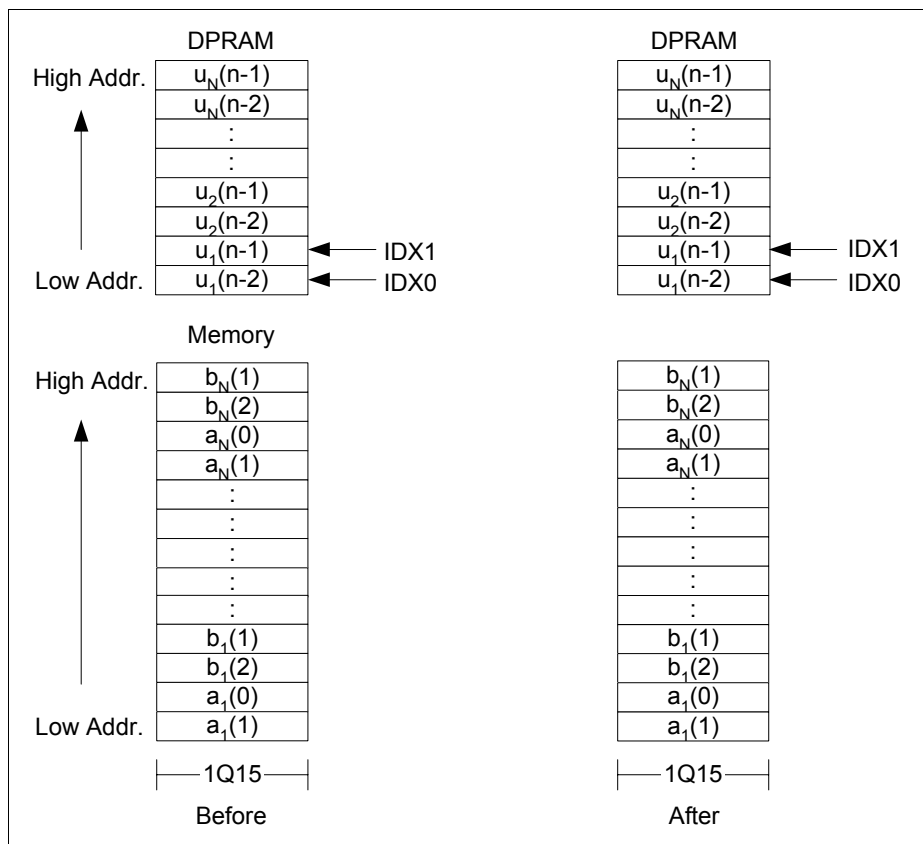 DPRAM DPRAM
High Addr. u_N(n-1) u_N(n-1)
u_N(n-2) u_N(n-2)
: :
: :
u_2(n-1) u_2(n-1)
u_2(n-2) u_2(n-2)
u_1(n-1) IDX1 u_1(n-1) IDX1
Low Addr. u_1(n-2) IDX0 u_1(n-2) IDX0
Memory
High Addr. b_N(1) b_N(1)
b_N(2) b_N(2)
a_N(0) a_N(0)
a_N(1) a_N(1)
: :
: :
: :
: :
: :
b_1(1) b_1(1)
b_1(2) b_1(2)
a_1(0) a_1(0)
Low Addr. a_1(1) a_1(1)
1Q15 1Q15
Before After